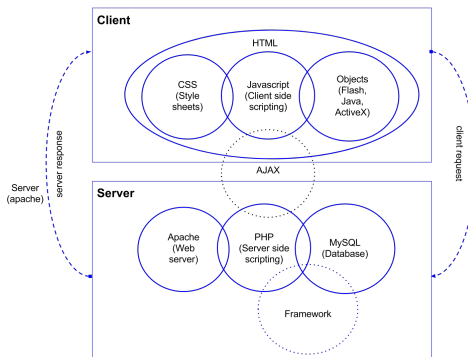 Client
HTML
CSS
(Style
sheets)
Javascript
(Client side
scripting)
Objects
(Flash,
Java,
ActiveX)
AJAX
server response
client request
Server
(apache)
Server
Apache
(Web
server)
PHP
(Server side
scripting)
MySQL
(Database)
Framework